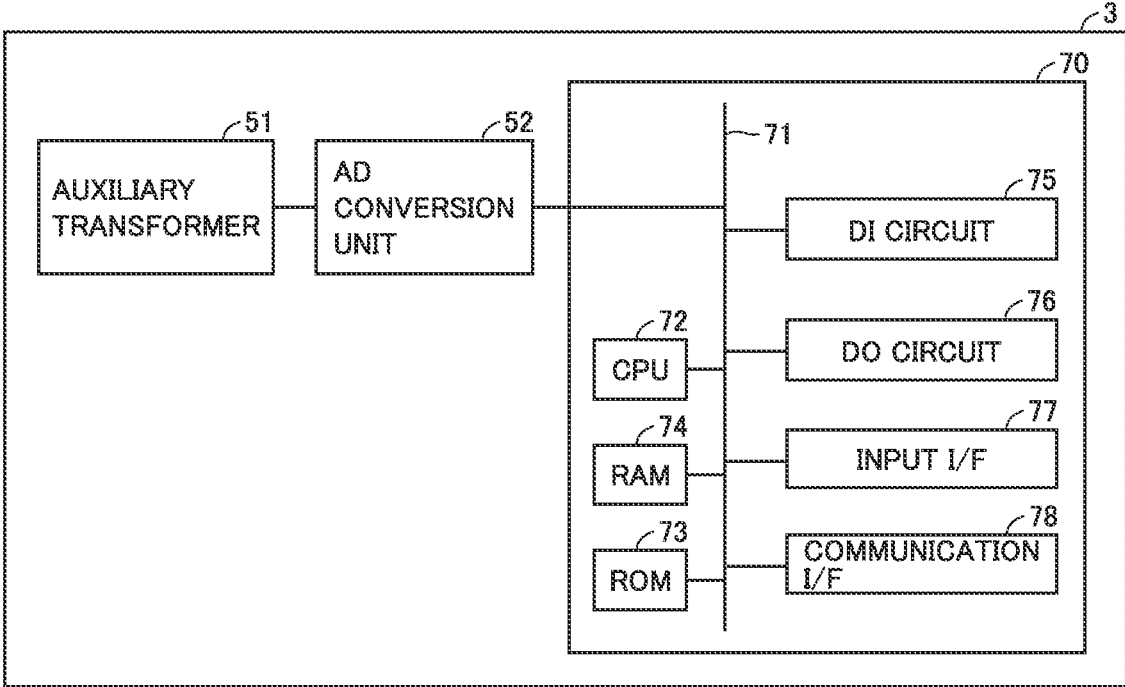 3
70
51
AUXILIARY
TRANSFORMER
52
AD
CONVERSION
UNIT
71
75
DI CIRCUIT
76
DO CIRCUIT
72
CPU
77
INPUT I/F
74
RAM
78
COMMUNICATION
I/F
73
ROM